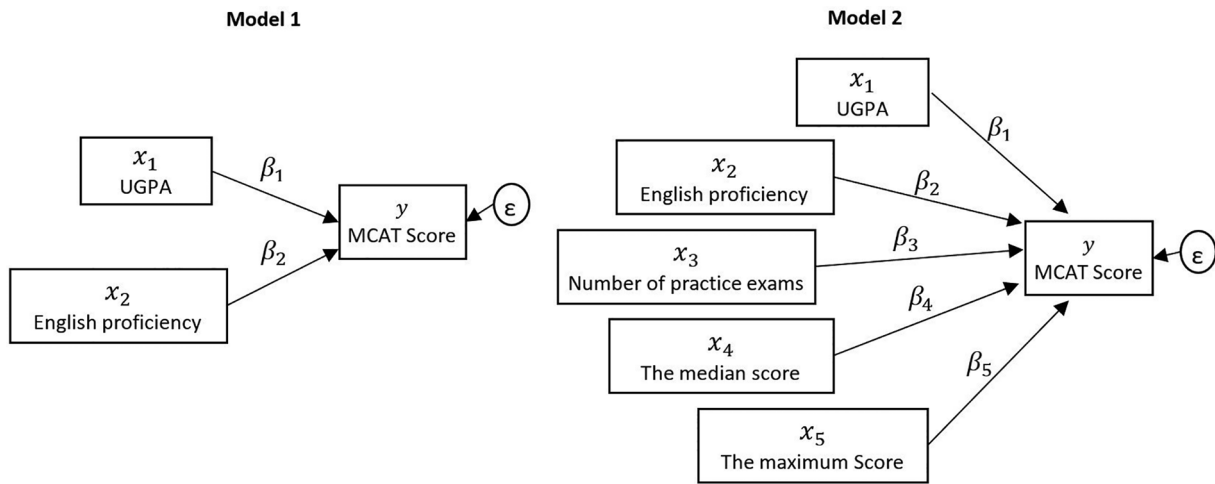 Model 1
x₁
UGPA
β₁
x₂
English proficiency
β₂
y
MCAT Score
ε
Model 2
x₁
UGPA
β₁
x₂
English proficiency
β₂
x₃
Number of practice exams
β₃
x₄
The median score
β₄
x₅
The maximum Score
β₅
y
MCAT Score
ε